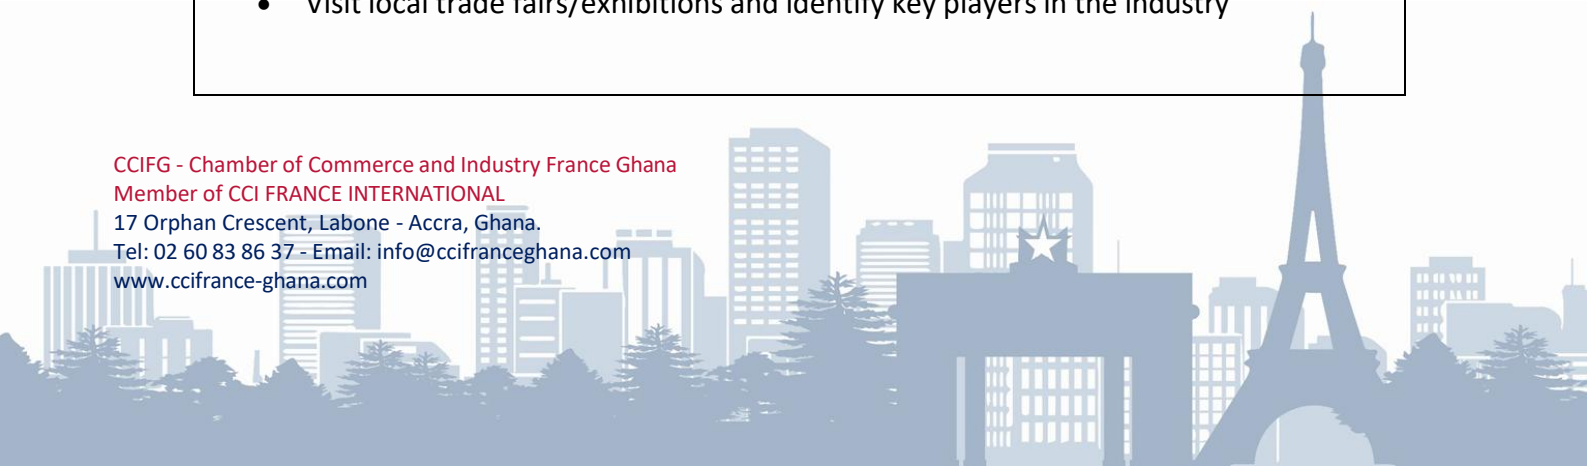 • Visit local trade fairs/exhibitions and identify key players in the industry
CCIFG - Chamber of Commerce and Industry France Ghana
Member of CCI FRANCE INTERNATIONAL
17 Orphan Crescent, Labone - Accra, Ghana.
Tel: 02 60 83 86 37 - Email: info@ccifranceghana.com
www.ccifrance-ghana.com